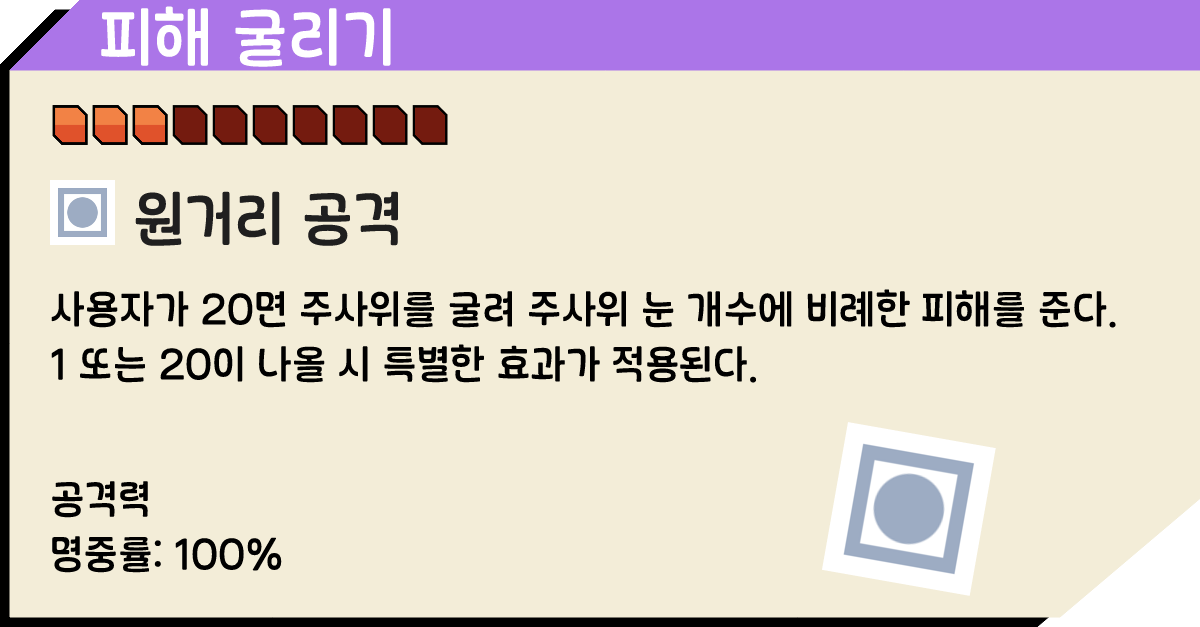 피해 굴리기
원거리 공격
사용자가 20면 주사위를 굴려 주사위 눈 개수에 비례한 피해를 준다.
1 또는 20이 나올 시 특별한 효과가 적용된다.
공격력
명중률: 100%